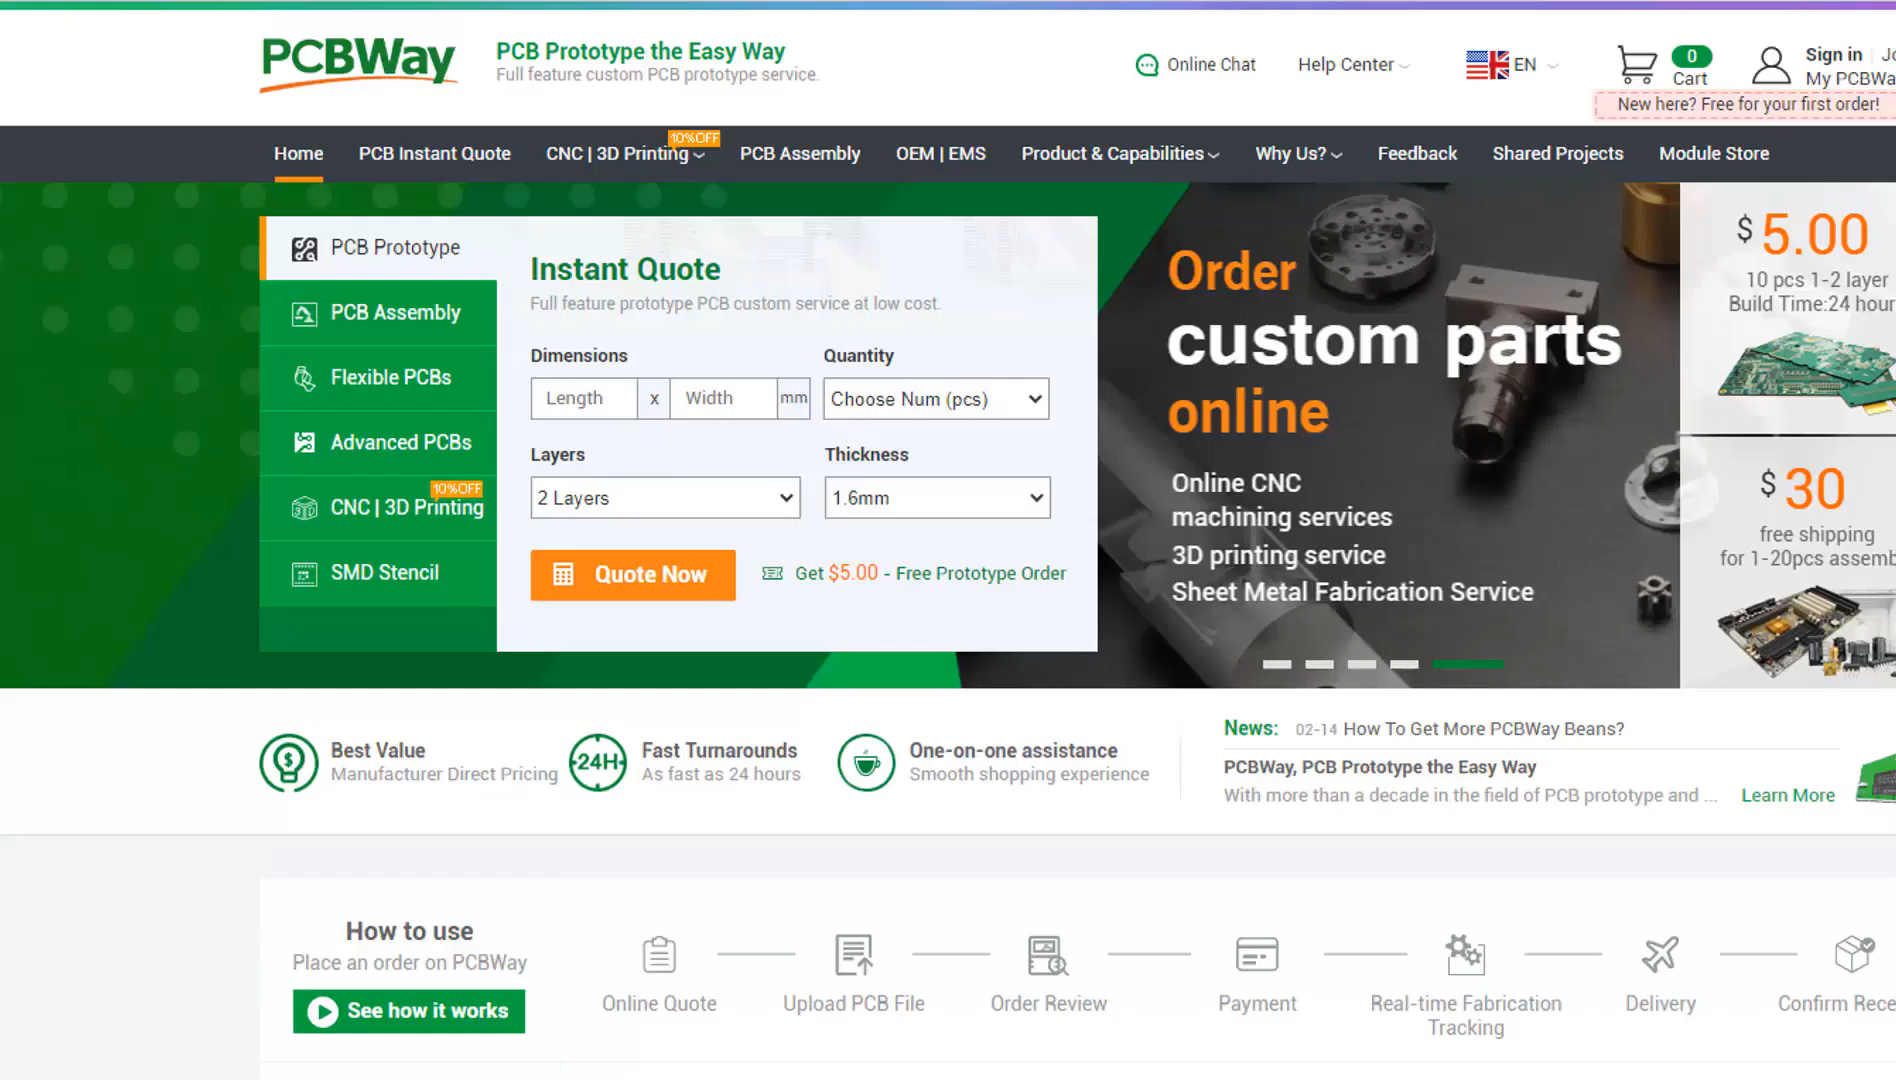 PCBWay
PCB Prototype the Easy Way
Full feature custom PCB prototype service.
Online Chat
Help Center
EN
0
Cart
Sign in
My PCBWa
New here? Free for your first order!
Home
PCB Instant Quote
CNC | 3D Printing
10%OFF
PCB Assembly
OEM | EMS
Product & Capabilities
Why Us?
Feedback
Shared Projects
Module Store
PCB Prototype
PCB Assembly
Flexible PCBs
Advanced PCBs
10%OFF
CNC | 3D Printing
SMD Stencil
Instant Quote
Full feature prototype PCB custom service at low cost.
Dimensions
Quantity
Length x Width mm
Choose Num (pcs)
Layers
Thickness
2 Layers
1.6mm
Quote Now
Get $5.00 - Free Prototype Order
Order
custom parts
online
Online CNC
machining services
3D printing service
Sheet Metal Fabrication Service
$ 5.00
10 pcs 1-2 layer
Build Time:24 hour
$ 30
free shipping
for 1-20pcs assemb
Best Value
Manufacturer Direct Pricing
24H
Fast Turnarounds
As fast as 24 hours
One-on-one assistance
Smooth shopping experience
News: 02-14 How To Get More PCBWay Beans?
PCBWay, PCB Prototype the Easy Way
With more than a decade in the field of PCB prototype and ... Learn More
How to use
Place an order on PCBWay
See how it works
Online Quote
Upload PCB File
Order Review
Payment
Real-time Fabrication
Tracking
Delivery
Confirm Rece